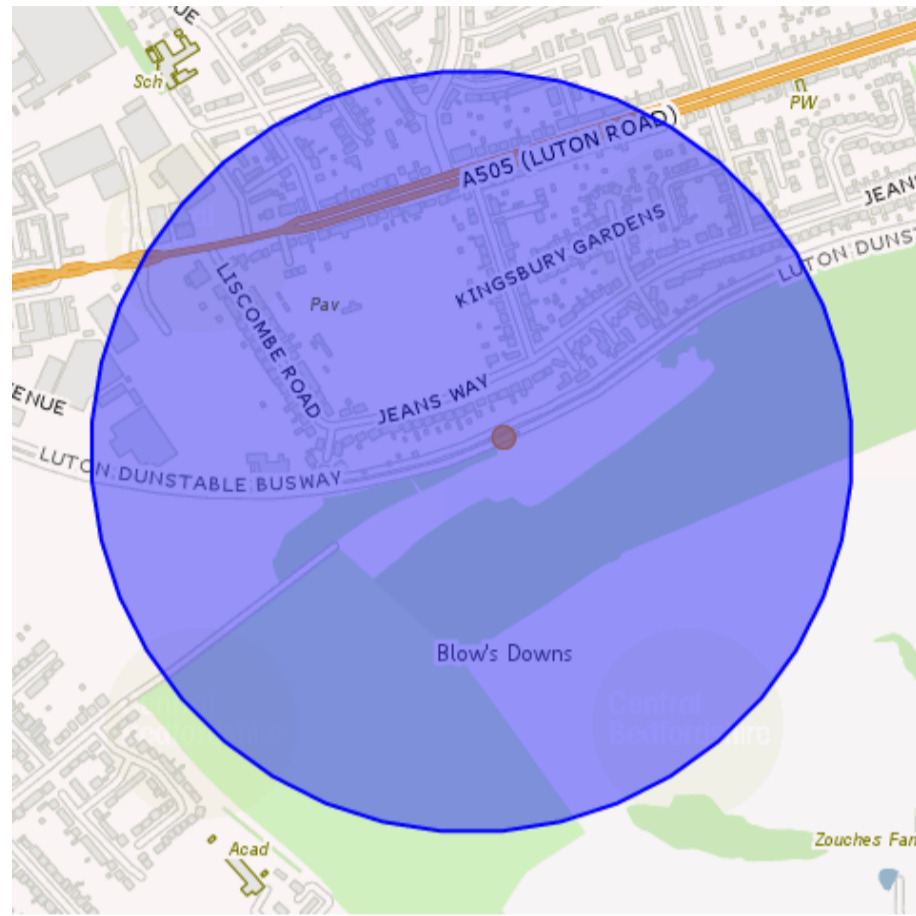 UE
Sch
PW
A505 (LUTON ROAD)
JEANS
KINGSBURY GARDENS
LUTON DUNST
LISCOMBE ROAD
Pav
ENUE
JEANS WAY
LUTON DUNSTABLE BUSWAY
Blow's Downs
Central
Bedfordshire
Acad
Zouches Fan